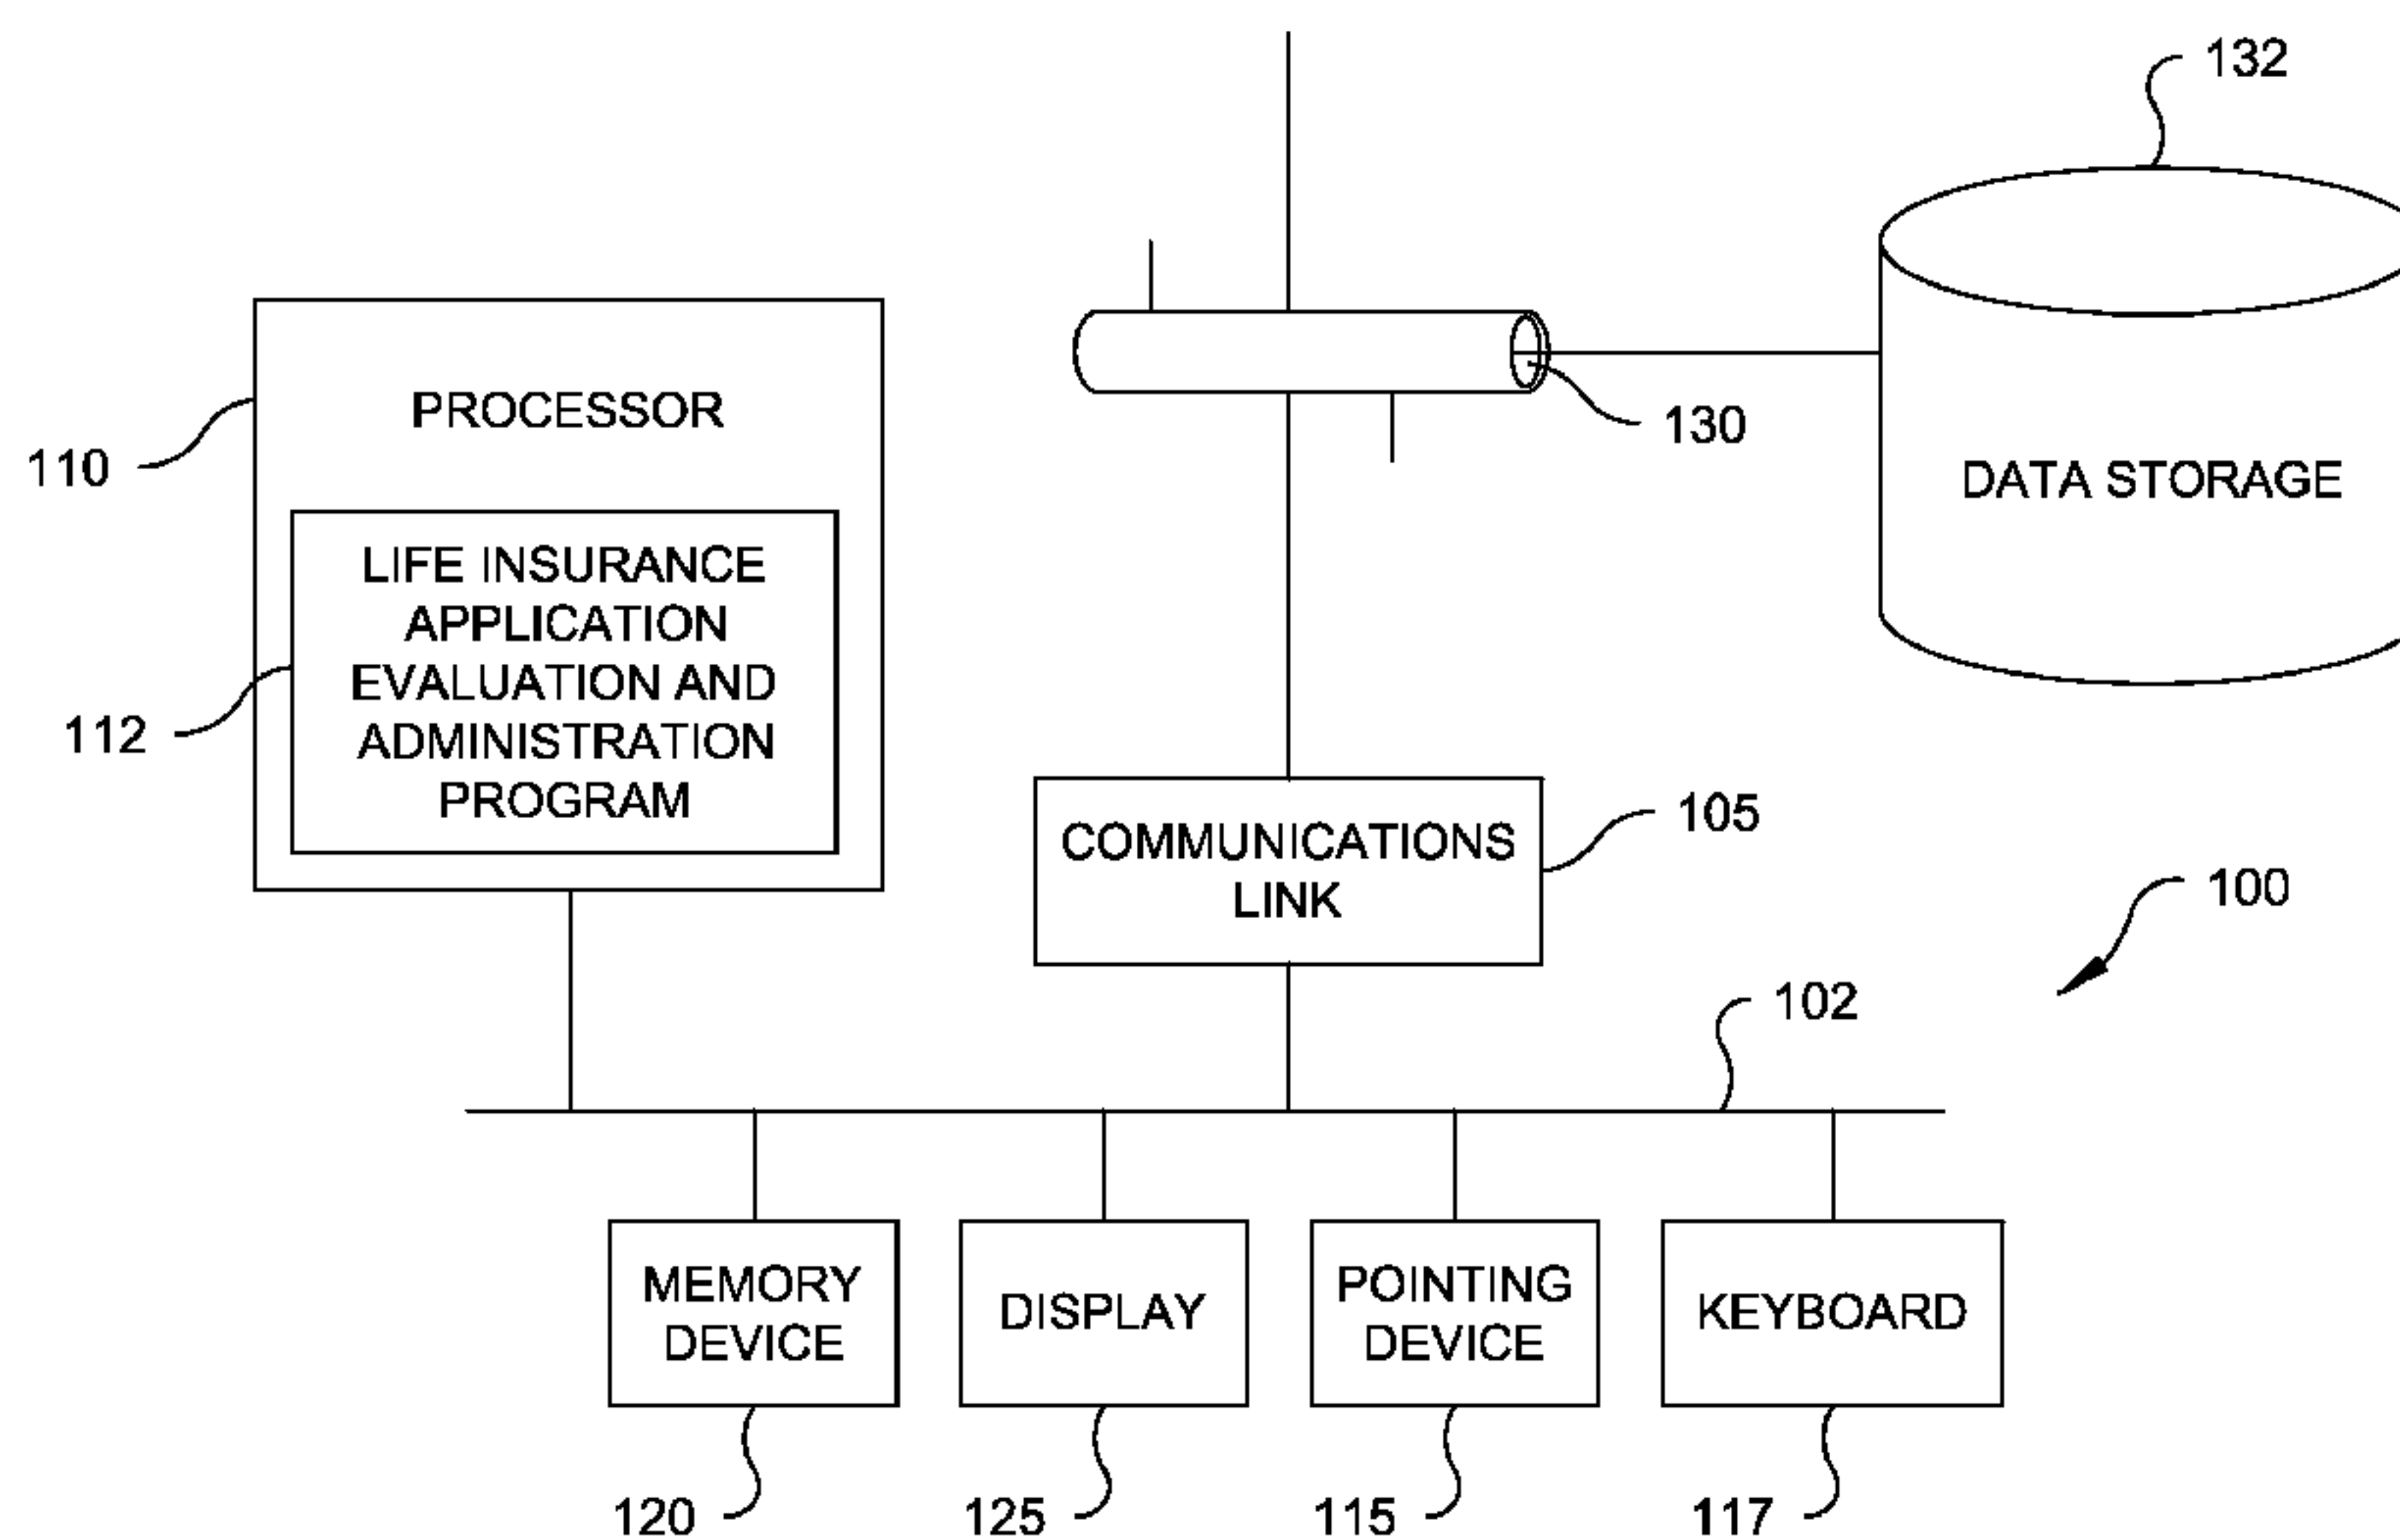 132
PROCESSOR
110
130
DATA STORAGE
LIFE INSURANCE
APPLICATION
EVALUATION AND
ADMINISTRATION
PROGRAM
112
105
COMMUNICATIONS
LINK
100
102
MEMORY
DEVICE
DISPLAY
POINTING
DEVICE
KEYBOARD
120
125
115
117